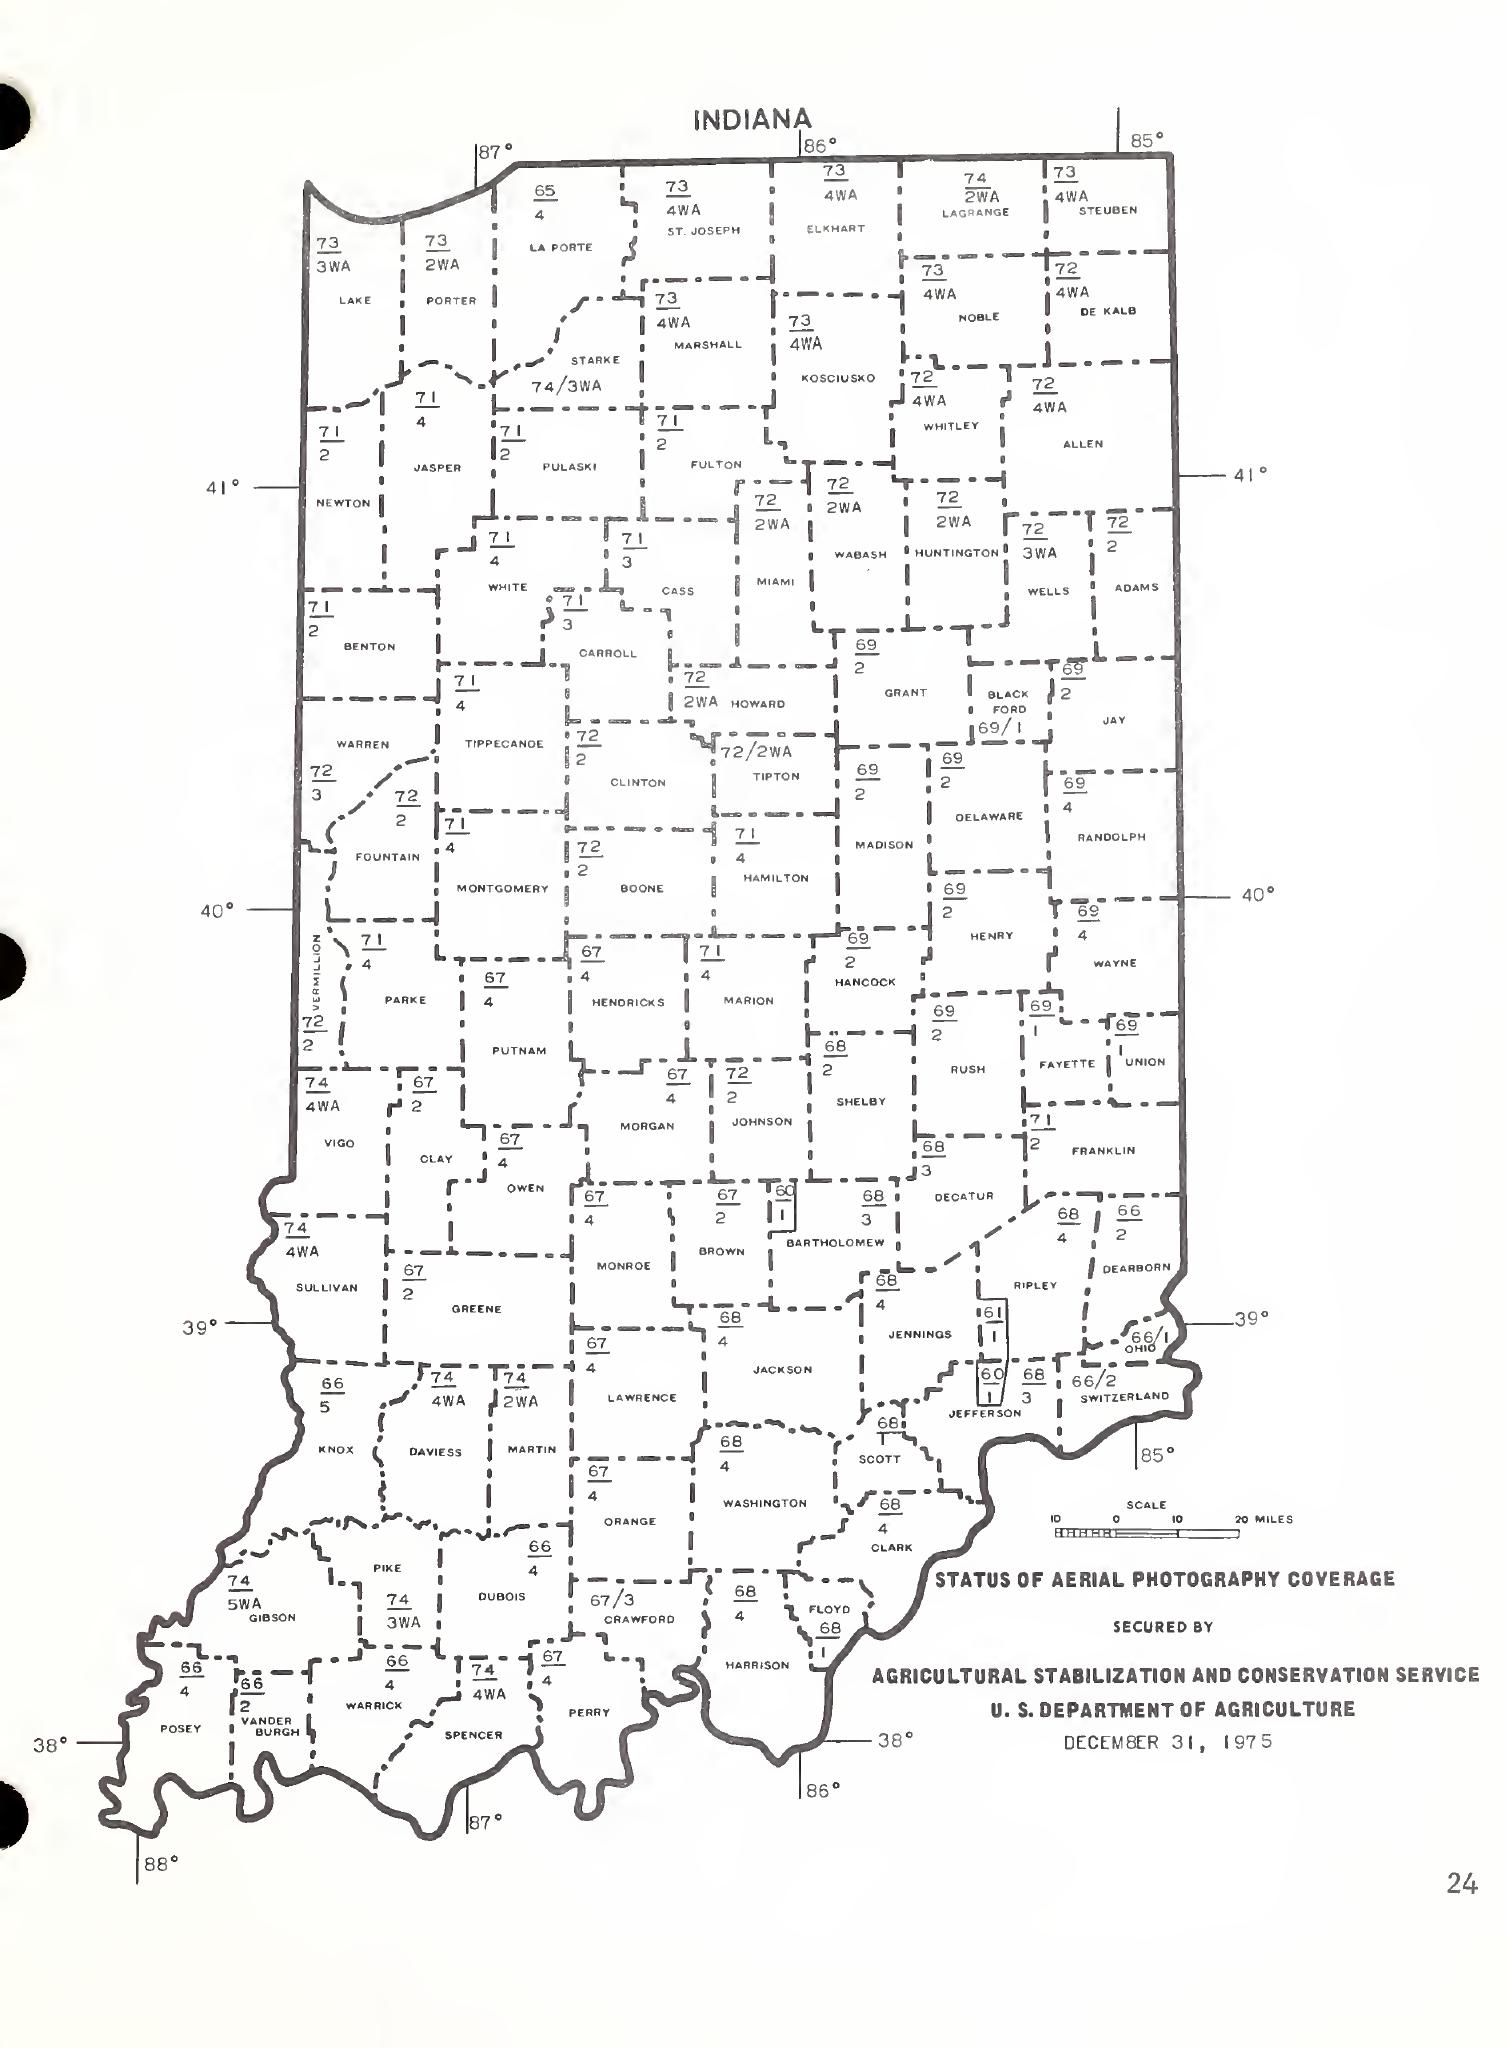 INDIANA
87° 86° 85°
65
4
LA PORTE
73
4WA
ST. JOSEPH
73
4WA
ELKHART
74
2WA
LAGRANGE
73
4WA
STEUBEN
73
3WA
LAKE
73
2WA
PORTER
STARKE
74/3WA
73
4WA
MARSHALL
73
4WA
KOSCIUSKO
73
4WA
NOBLE
72
4WA
DE KALB
71
2
NEWTON
71
4
JASPER
71
2
PULASKI
71
2
FULTON
72
4WA
WHITLEY
72
4WA
ALLEN
41° 41°
71
4
WHITE
71
3
CASS
72
2WA
MIAMI
72
2WA
WABASH
72
2WA
HUNTINGTON
72
3WA
WELLS
72
2
ADAMS
71
2
BENTON
71
3
CARROLL
72
2WA HOWARD
69
2
GRANT
BLACK
FORD
69/1
69
2
JAY
WARREN
72
3
71
4
TIPPECANOE
72
2
CLINTON
72/2WA
TIPTON
69
2
MADISON
69
2
DELAWARE
69
4
RANDOLPH
72
2
FOUNTAIN
71
4
MONTGOMERY
72
2
BOONE
71
4
HAMILTON
69
2
HENRY
69
4
WAYNE
40° 40°
VERMILLION
72
2
71
4
PARKE
67
4
PUTNAM
67
4
HENDRICKS
71
4
MARION
69
2
HANCOCK
69
2
RUSH
69
1
FAYETTE
69
1
UNION
74
4WA
VIGO
67
2
CLAY
67
4
OWEN
67
4
MORGAN
72
2
JOHNSON
68
2
SHELBY
68
3
DECATUR
71
2
FRANKLIN
74
4WA
SULLIVAN
67
2
GREENE
67
4
MONROE
67
2
BROWN
60
1
68
3
BARTHOLOMEW
68
4
JENNINGS
68
4
RIPLEY
61
1
66
2
DEARBORN
66/1
OHIO
39° 39°
66
5
KNOX
74
4WA
DAVIESS
74
2WA
MARTIN
67
4
LAWRENCE
68
4
JACKSON
60
1
68
3
JEFFERSON
66/2
SWITZERLAND
67
4
ORANGE
68
4
WASHINGTON
68
1
SCOTT
68
4
CLARK
85°
SCALE
10 0 10 20 MILES
74
5WA
GIBSON
PIKE
74
3WA
66
4
DUBOIS
67/3
CRAWFORD
68
4
HARRISON
FLOYD
68
1
66
4
POSEY
66
2
VANDER
BURGH
66
4
WARRICK
74
4WA
SPENCER
67
4
PERRY
38° 38°
88° 87° 86°
STATUS OF AERIAL PHOTOGRAPHY COVERAGE
SECURED BY
AGRICULTURAL STABILIZATION AND CONSERVATION SERVICE
U. S. DEPARTMENT OF AGRICULTURE
DECEMBER 31, 1975
24